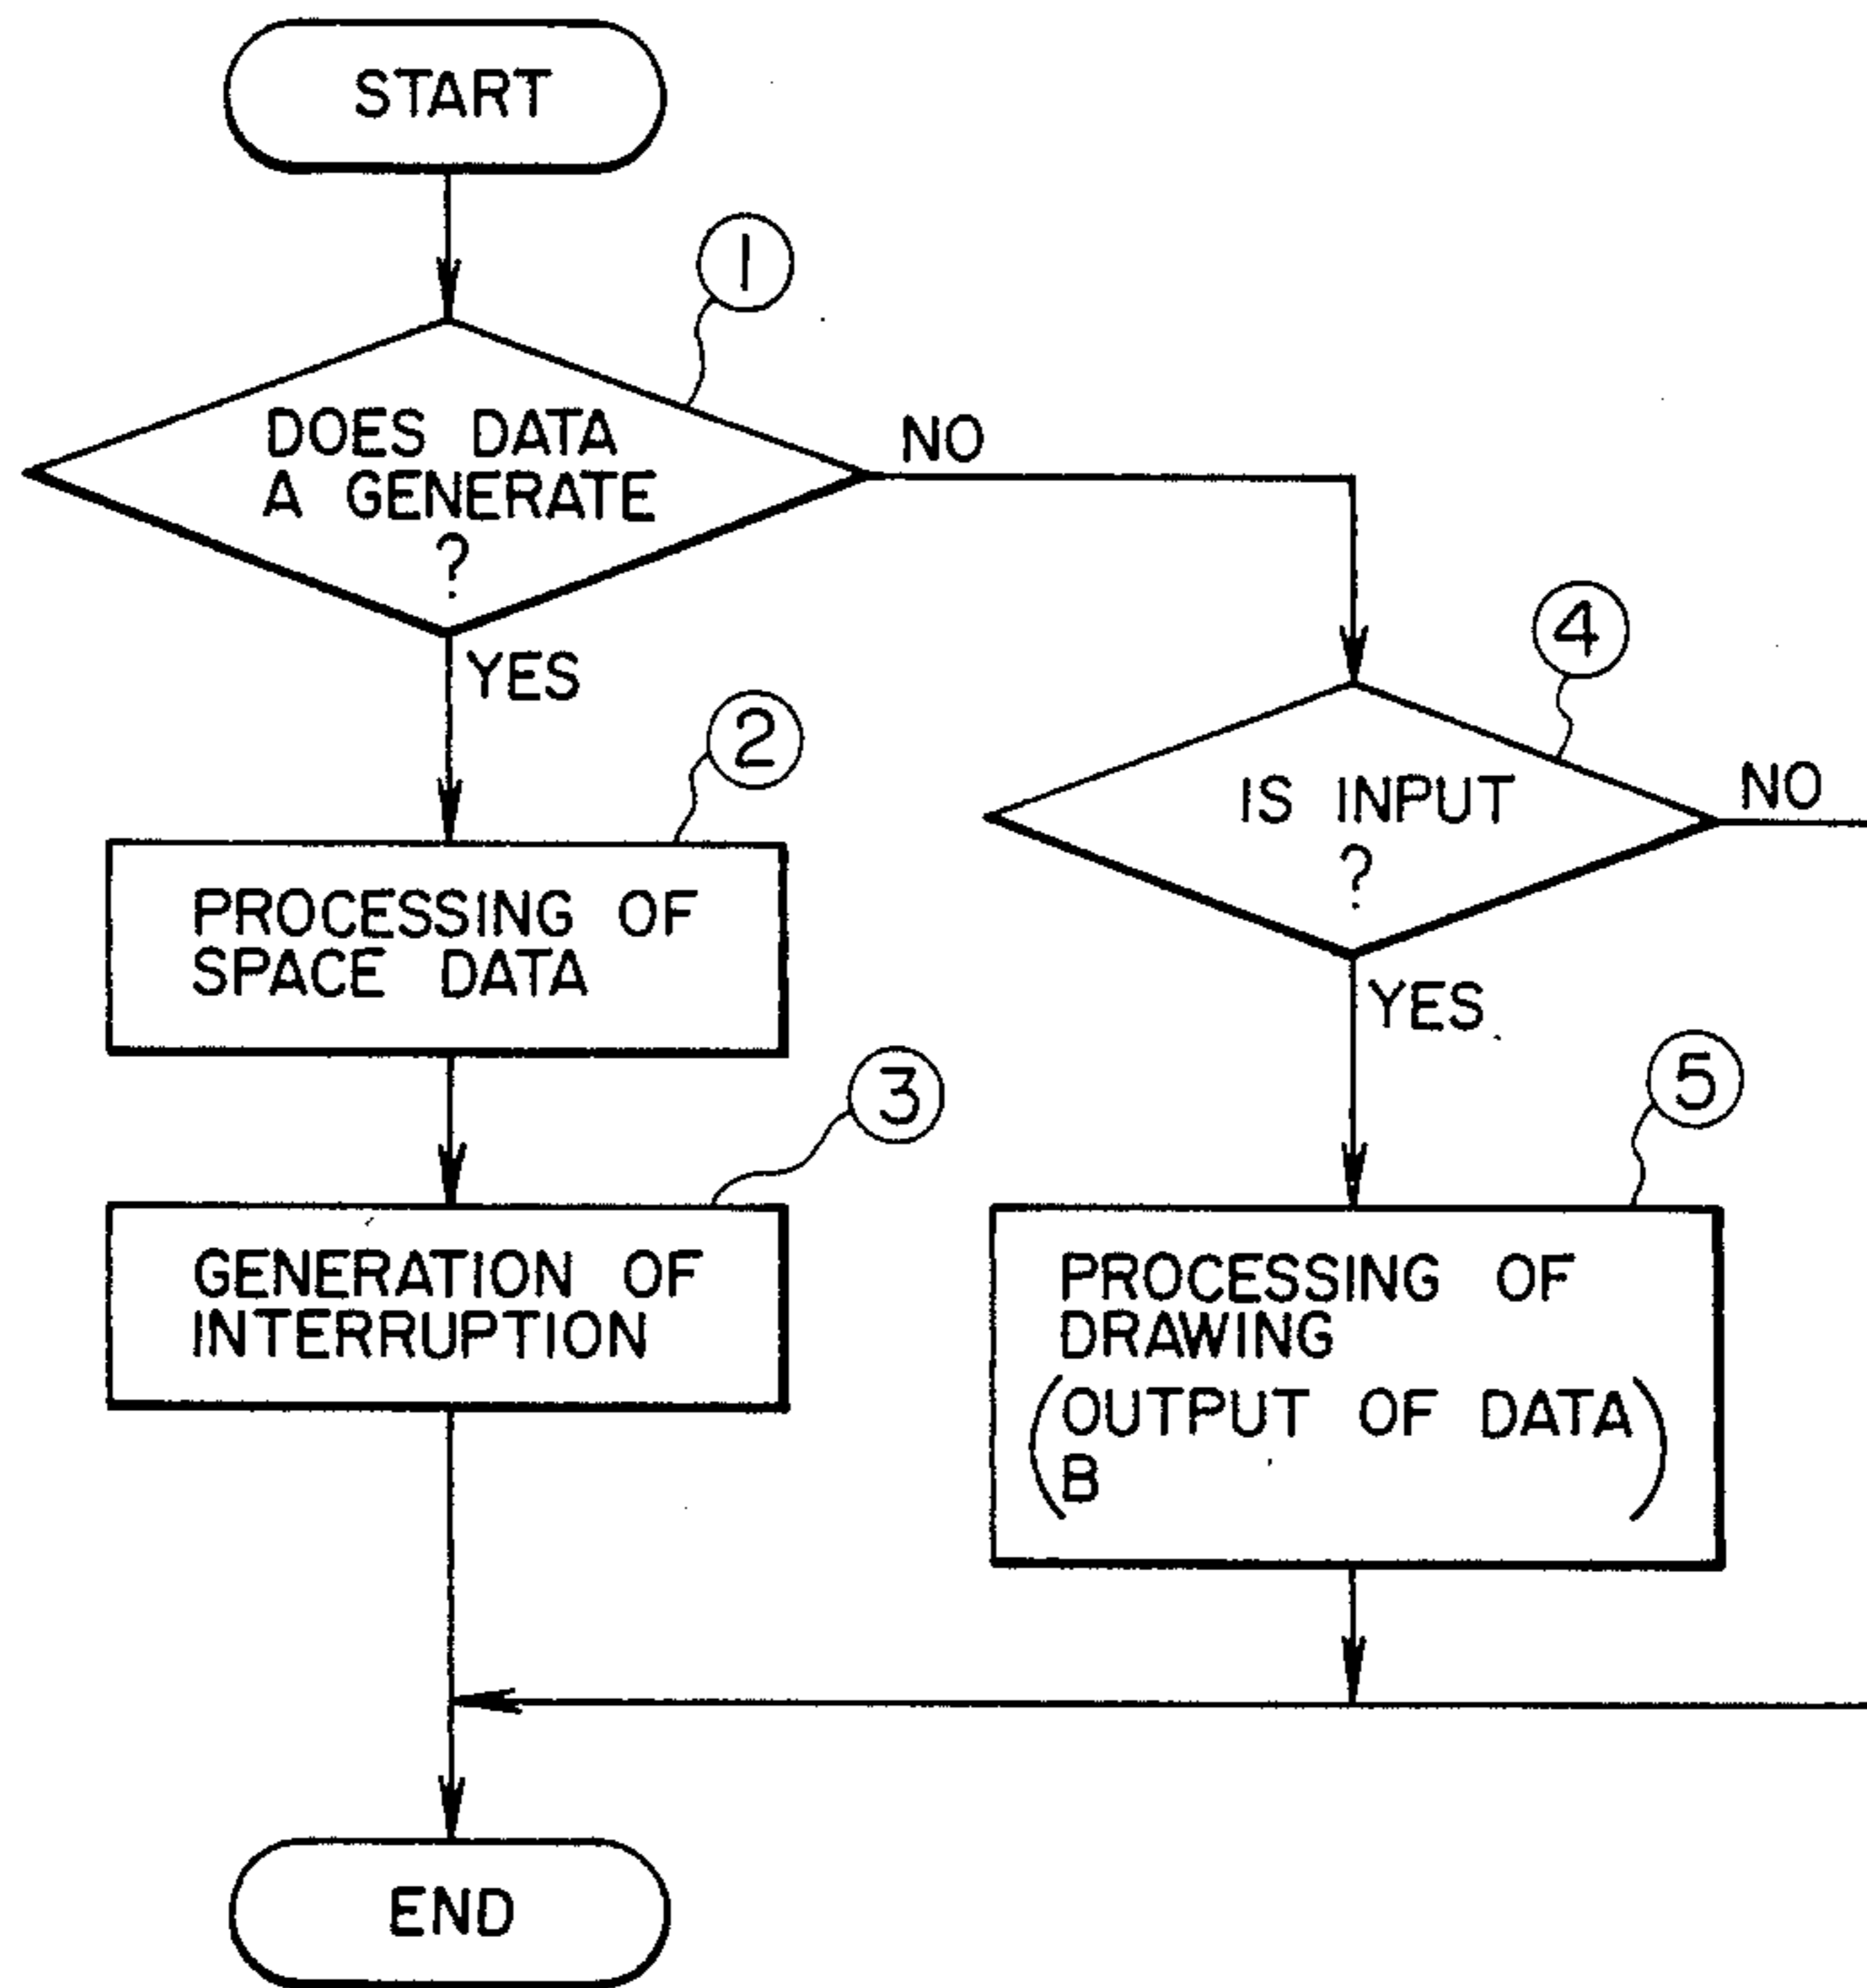 START
①
DOES DATA
A GENERATE
?
NO
YES
②
PROCESSING OF
SPACE DATA
③
GENERATION OF
INTERRUPTION
④
IS INPUT
?
NO
YES
⑤
PROCESSING OF
DRAWING
(OUTPUT OF DATA
B)
END